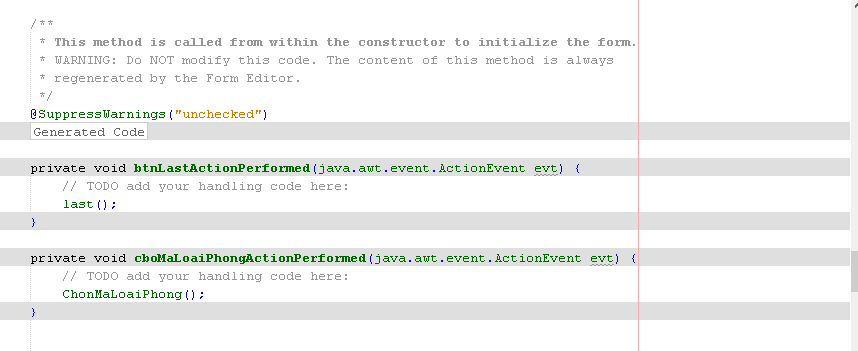 /**
 * This method is called from within the constructor to initialize the form.
 * WARNING: Do NOT modify this code. The content of this method is always
 * regenerated by the Form Editor.
 */
@SuppressWarnings("unchecked")
Generated Code
private void btnLastActionPerformed(java.awt.event.ActionEvent evt) {
    // TODO add your handling code here:
    last();
}
private void cboMaLoaiPhongActionPerformed(java.awt.event.ActionEvent evt) {
    // TODO add your handling code here:
    ChonMaLoaiPhong();
}